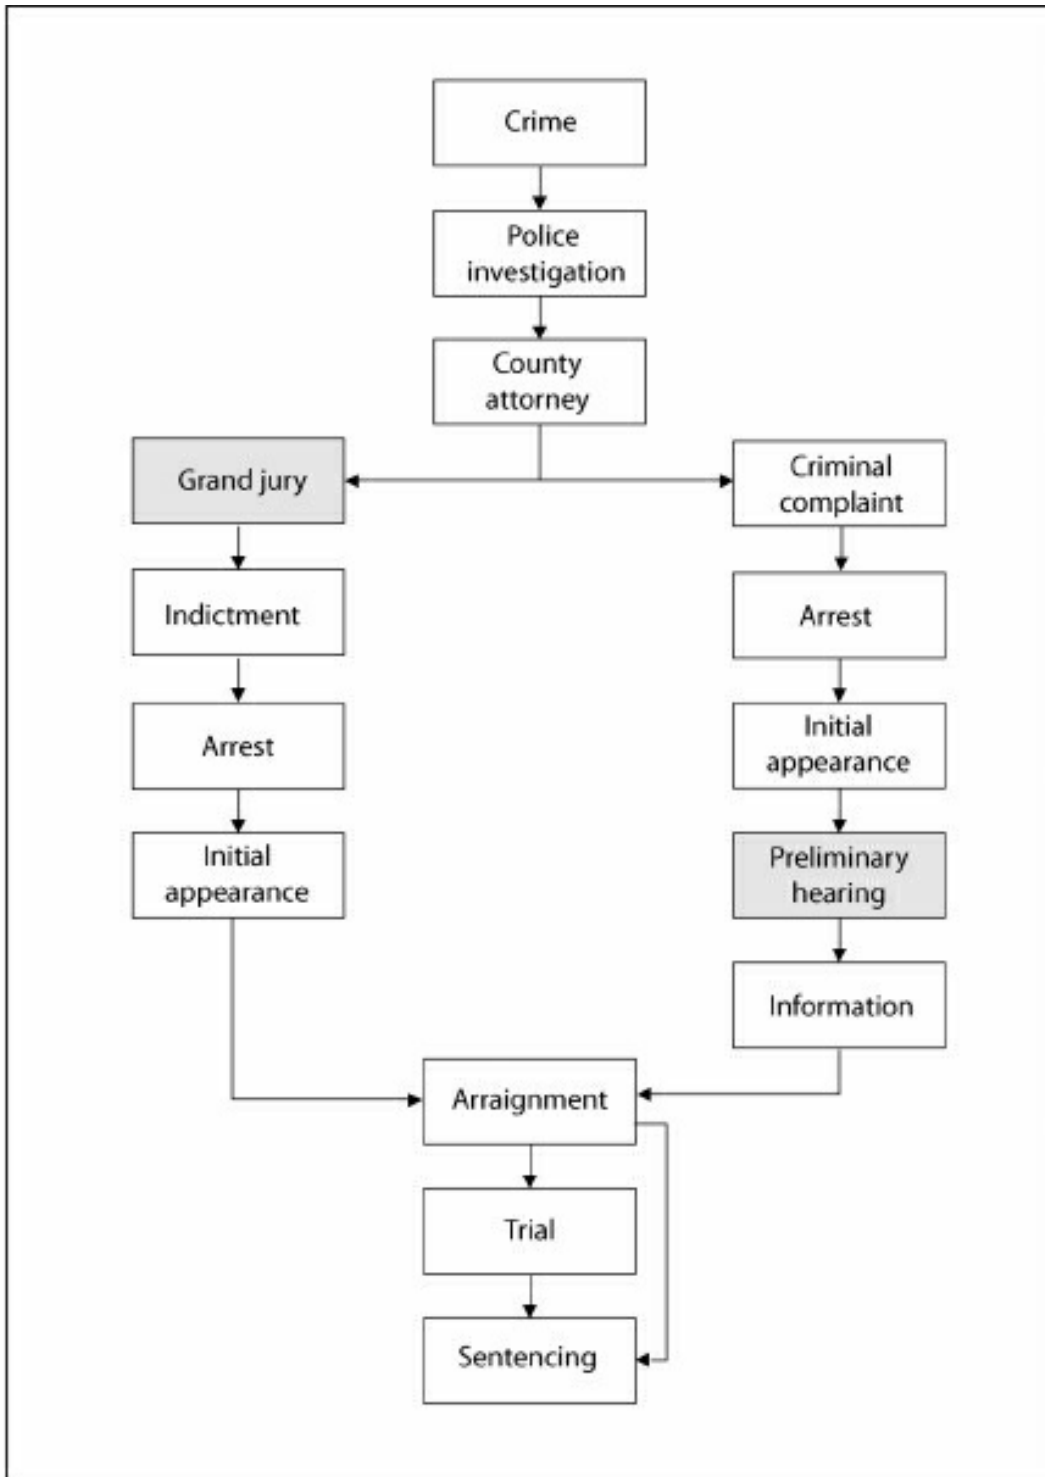 Crime
Police
investigation
County
attorney
Grand jury
Indictment
Arrest
Initial
appearance
Criminal
complaint
Arrest
Initial
appearance
Preliminary
hearing
Information
Arraignment
Trial
Sentencing